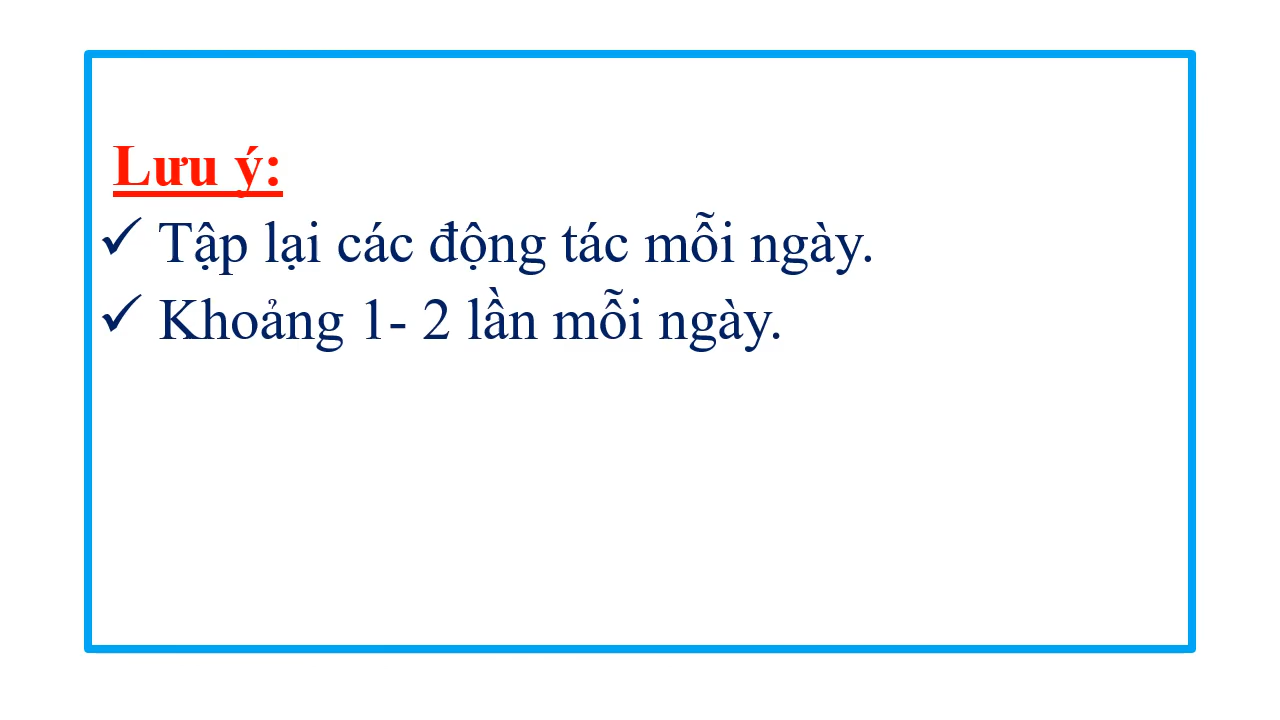 Lưu ý:
✓ Tập lại các động tác mỗi ngày.
✓ Khoảng 1- 2 lần mỗi ngày.